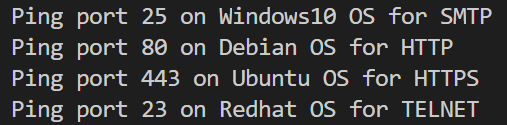 Ping port 25 on Windows10 OS for SMTP
Ping port 80 on Debian OS for HTTP
Ping port 443 on Ubuntu OS for HTTPS
Ping port 23 on Redhat OS for TELNET